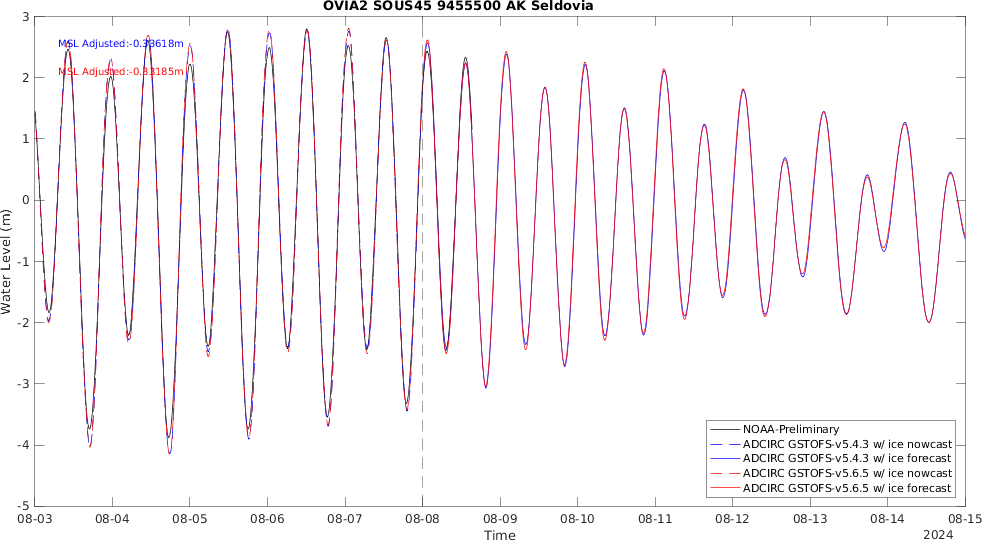 OVIA2 SOUS45 9455500 AK Seldovia
MSL Adjusted:-0.33618m
MSL Adjusted:-0.33185m
Water Level (m)
3
2
1
0
-1
-2
-3
-4
-5
NOAA-Preliminary
ADCIRC GSTOFS-v5.4.3 w/ ice nowcast
ADCIRC GSTOFS-v5.4.3 w/ ice forecast
ADCIRC GSTOFS-v5.6.5 w/ ice nowcast
ADCIRC GSTOFS-v5.6.5 w/ ice forecast
08-03 08-04 08-05 08-06 08-07 08-08 08-09 08-10 08-11 08-12 08-13 08-14 08-15
Time
2024